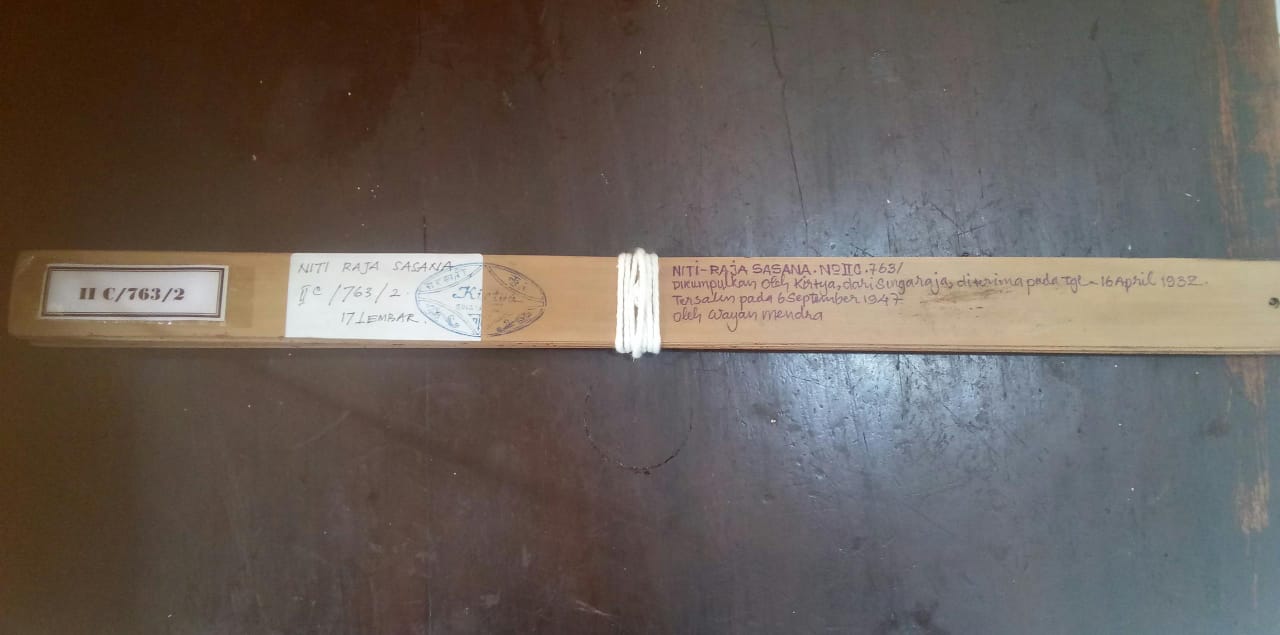 II C/763/2
NITI RAJA SASANA
II C /763/2.
17 LEMBAR.
Kirtya
NITI-RAJA SASANA. No IIC.763/
Dikumpulkan Oleh Kirtya, dari Singaraja, diterima pada Tgl 16 April 1932.
Tersalin pada 6 September 1947
Oleh Wayan Mendra